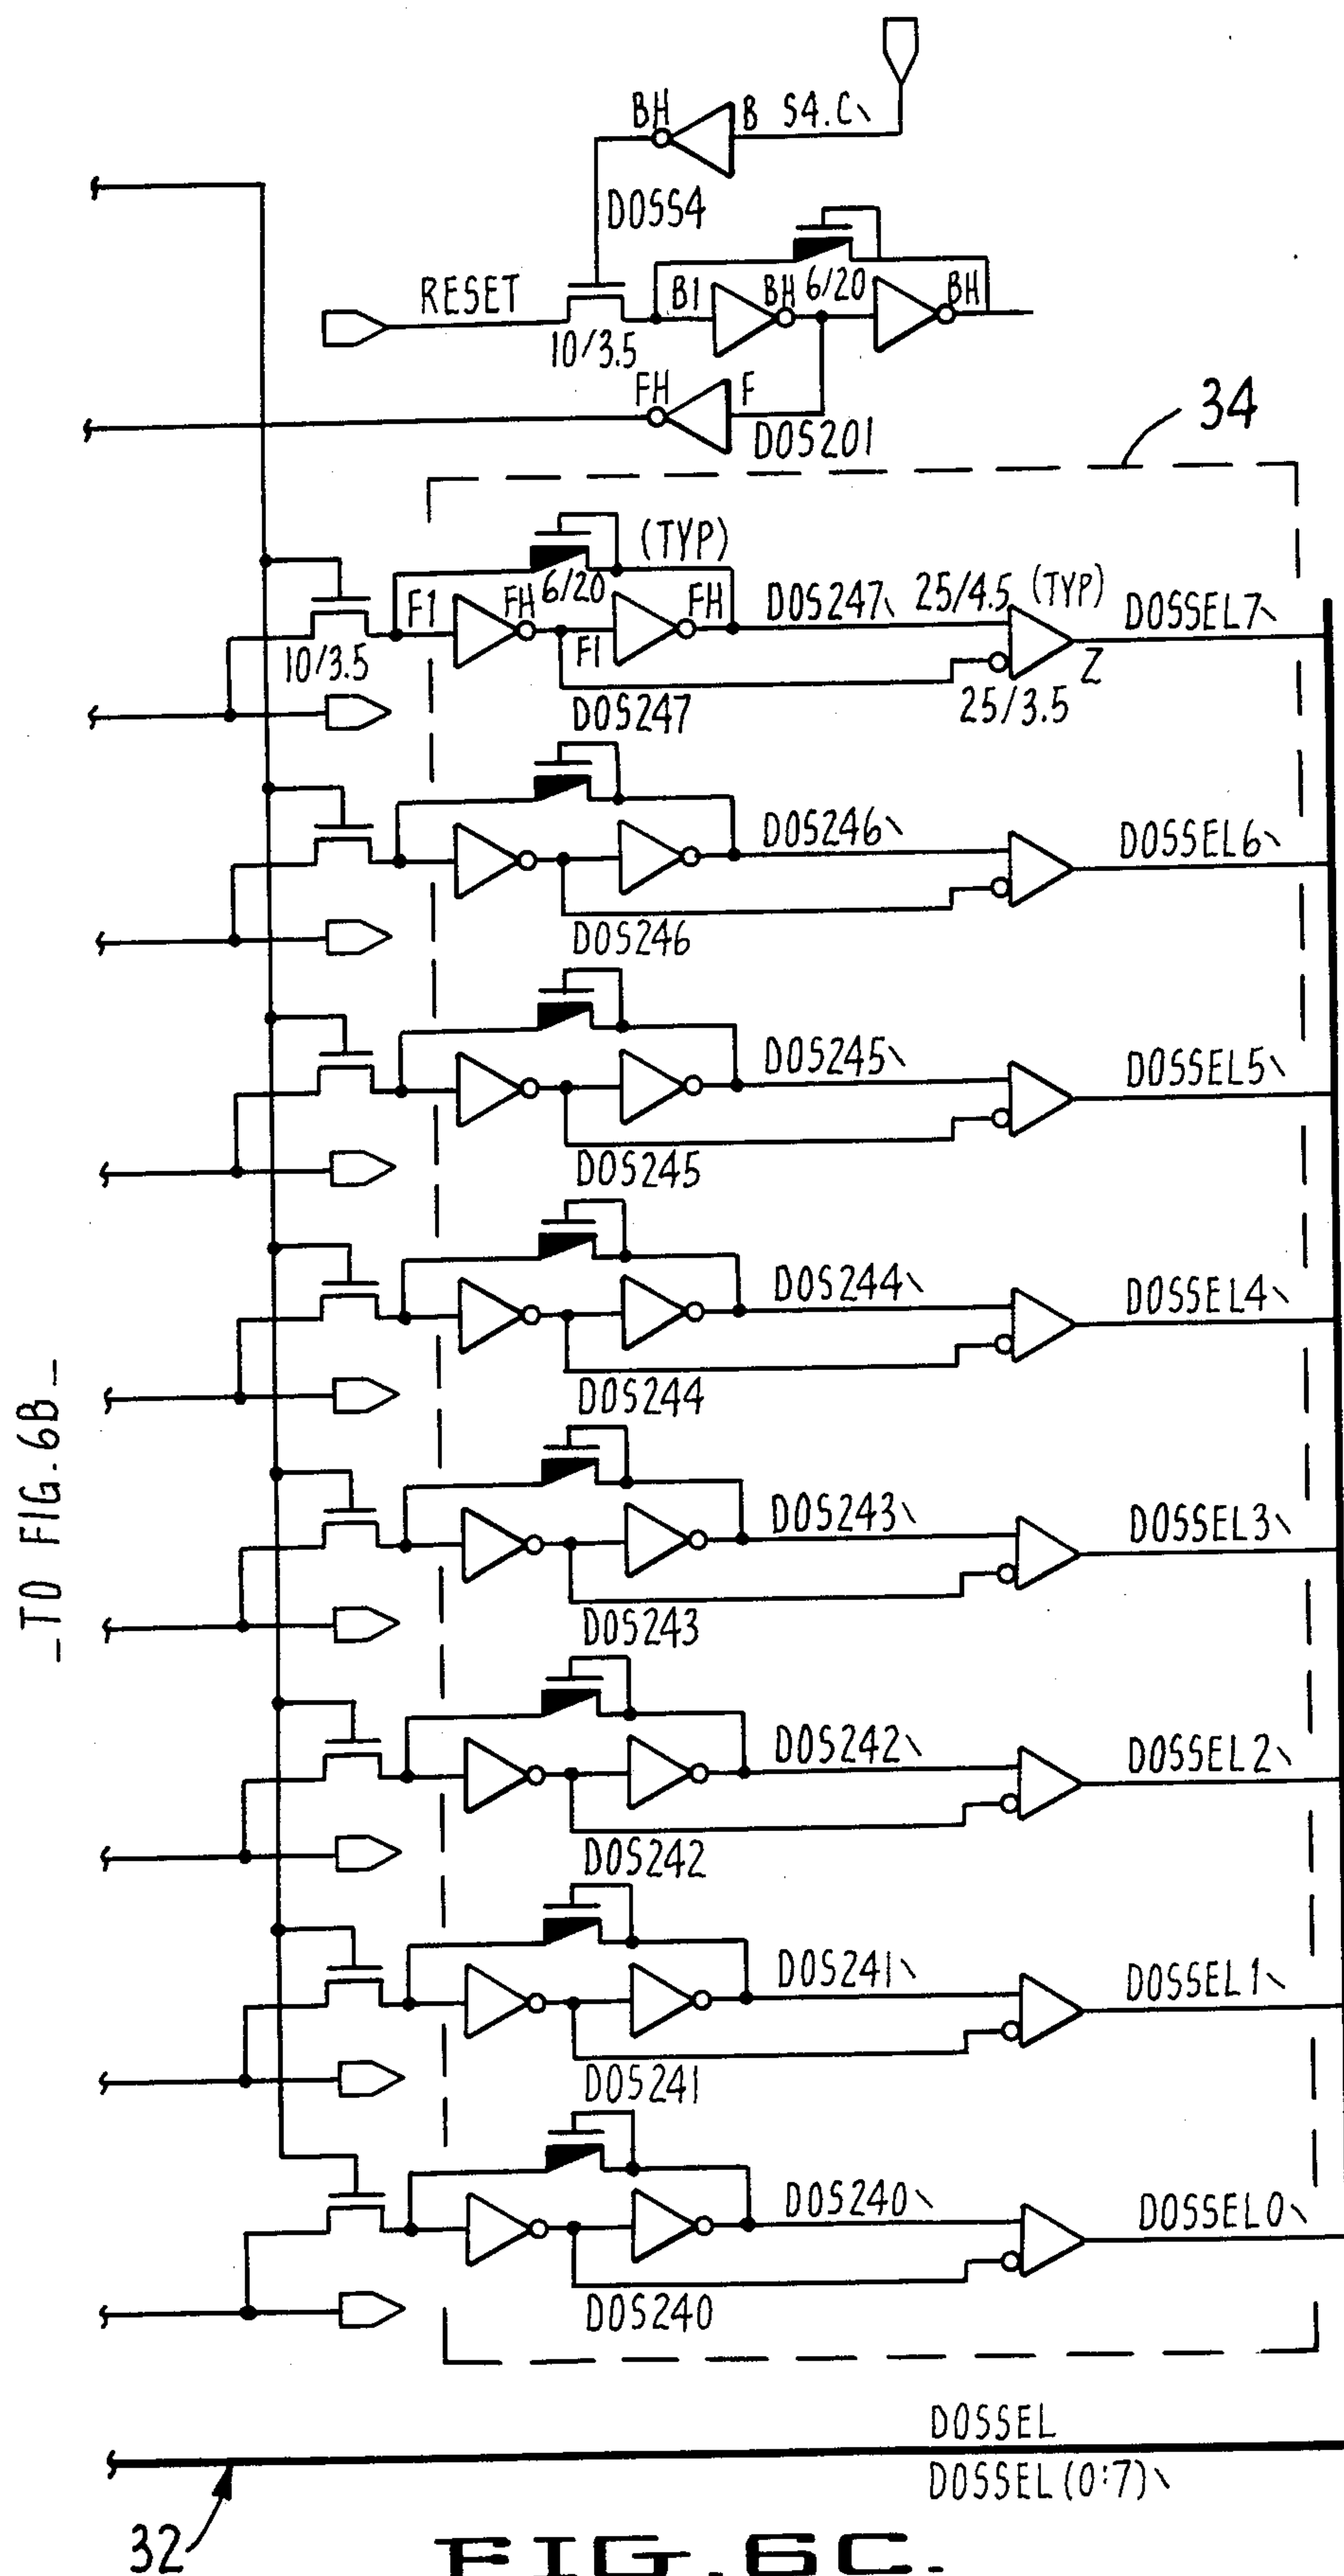 BH B S4.C\
DOSS4
RESET B1 BH 6/20 BH
10/3.5
FH F
DOS201
34
(TYP)
F1 FH 6/20 FH DOS247\ 25/4.5 (TYP) DOSSEL7\
10/3.5 F1 Z
DOS247 25/3.5
DOS246\ DOSSEL6\
DOS246
DOS245\ DOSSEL5\
DOS245
DOS244\ DOSSEL4\
DOS244
_TO FIG.6B_
DOS243\ DOSSEL3\
DOS243
DOS242\ DOSSEL2\
DOS242
DOS241\ DOSSEL1\
DOS241
DOS240\ DOSSEL0\
DOS240
DOSSEL
DOSSEL(0:7)\
32
FIG.6C.